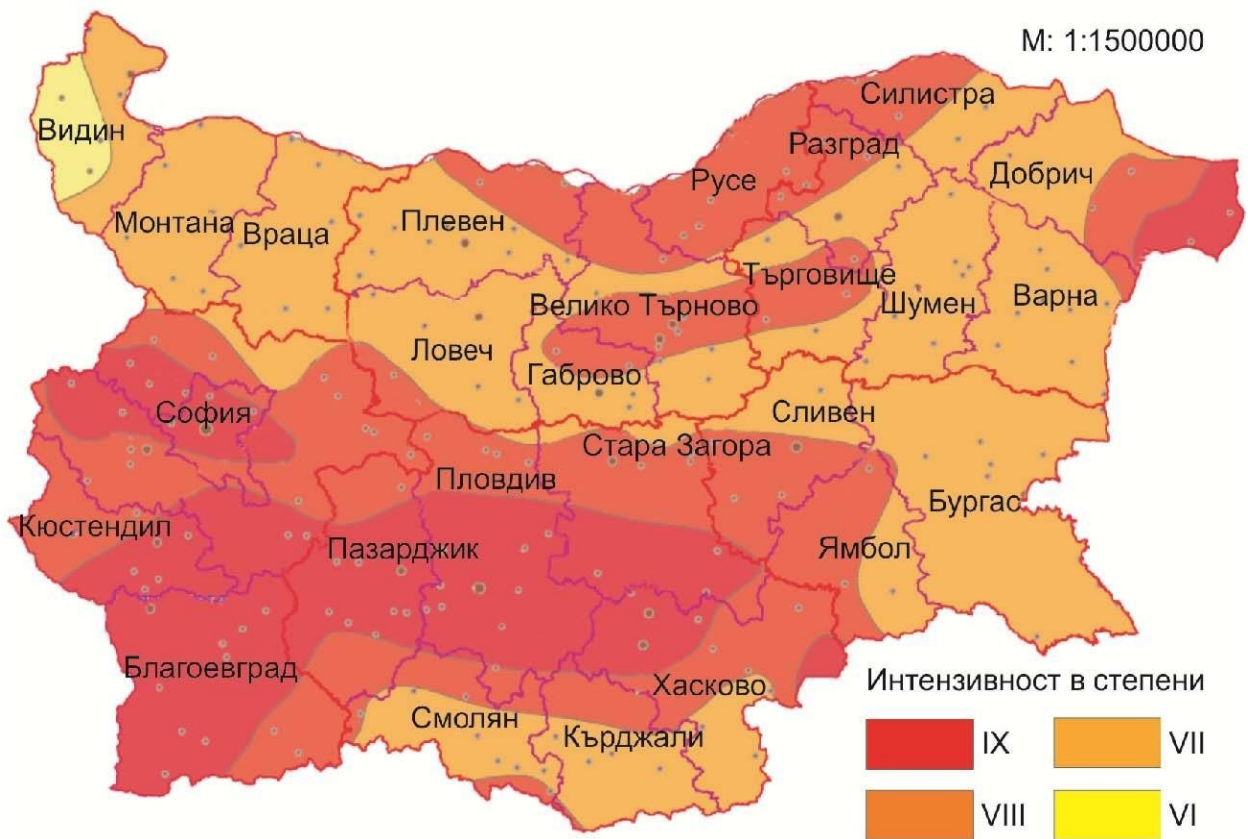 М: 1:1500000
Силистра
Видин
Разград
Добрич
Русе
Монтана
Враца
Плевен
Търговище
Велико Търново
Шумен
Варна
Ловеч
Габрово
София
Сливен
Стара Загора
Пловдив
Бургас
Кюстендил
Пазарджик
Ямбол
Благоевград
Хасково
Смолян
Кърджали
Интензивност в степени
IX
VII
VIII
VI